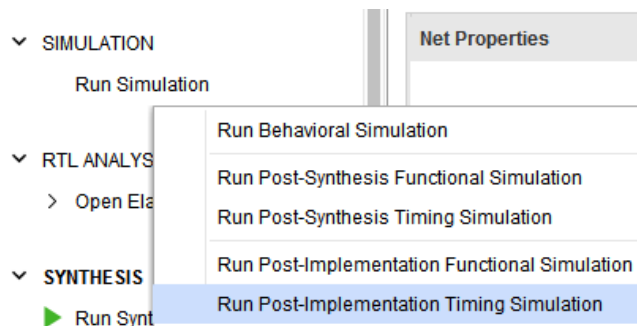 SIMULATION
Net Properties
Run Simulation
Run Behavioral Simulation
RTL ANALYS
Run Post-Synthesis Functional Simulation
Open Ela
Run Post-Synthesis Timing Simulation
Run Post-Implementation Functional Simulation
SYNTHESIS
Run Post-Implementation Timing Simulation
Run Synt